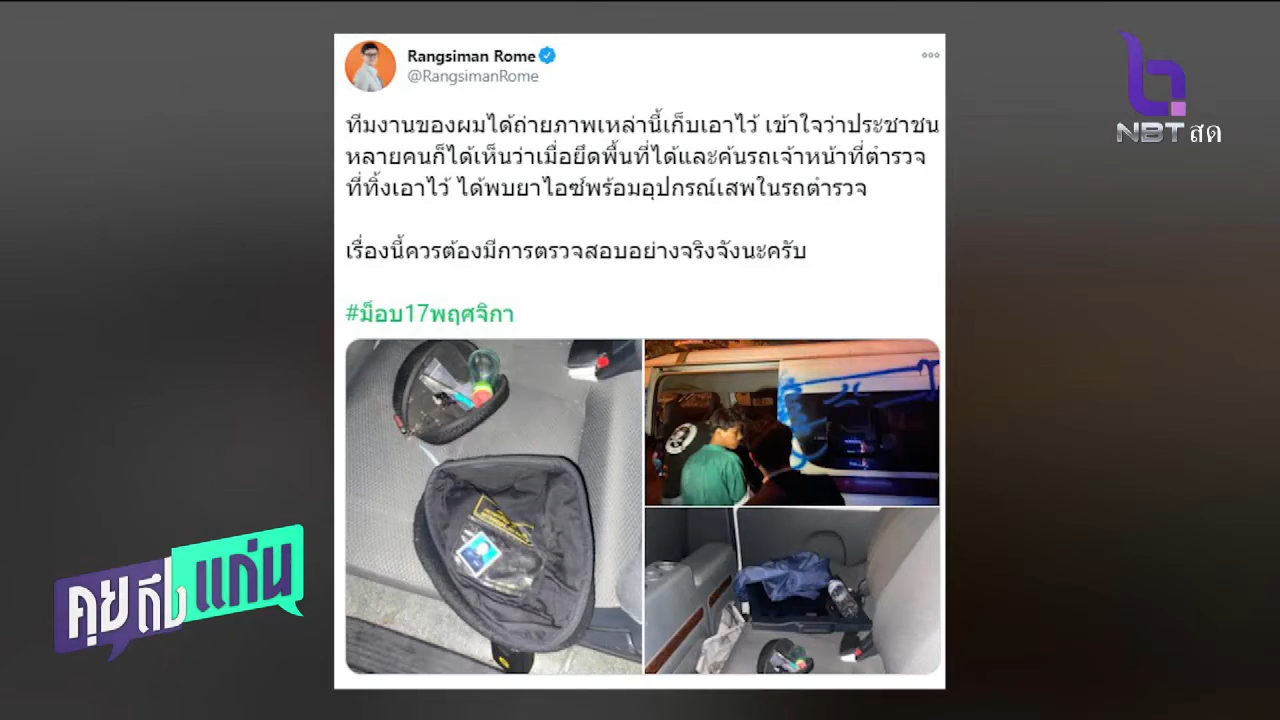 Rangsiman Rome
@RangsimanRome
ทีมงานของผมได้ถ่ายภาพเหล่านี้เก็บเอาไว้ เข้าใจว่าประชาชน
หลายคนก็ได้เห็นว่าเมื่อยึดพื้นที่ได้และค้นรถเจ้าหน้าที่ตำรวจ
ที่ทิ้งเอาไว้ ได้พบยาไอซ์พร้อมอุปกรณ์เสพในรถตำรวจ
เรื่องนี้ควรต้องมีการตรวจสอบอย่างจริงจังนะครับ
#ม็อบ17พฤศจิกา
NBT สด
คุยถึงแก่น